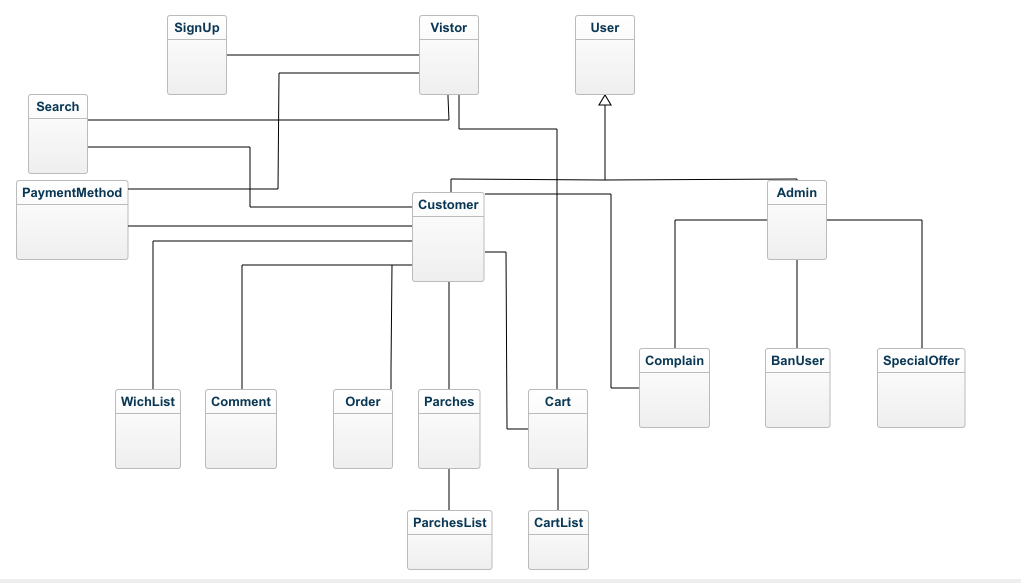 SignUp
Vistor
User
Search
PaymentMethod
Customer
Admin
Complain
BanUser
SpecialOffer
WichList
Comment
Order
Parches
Cart
ParchesList
CartList